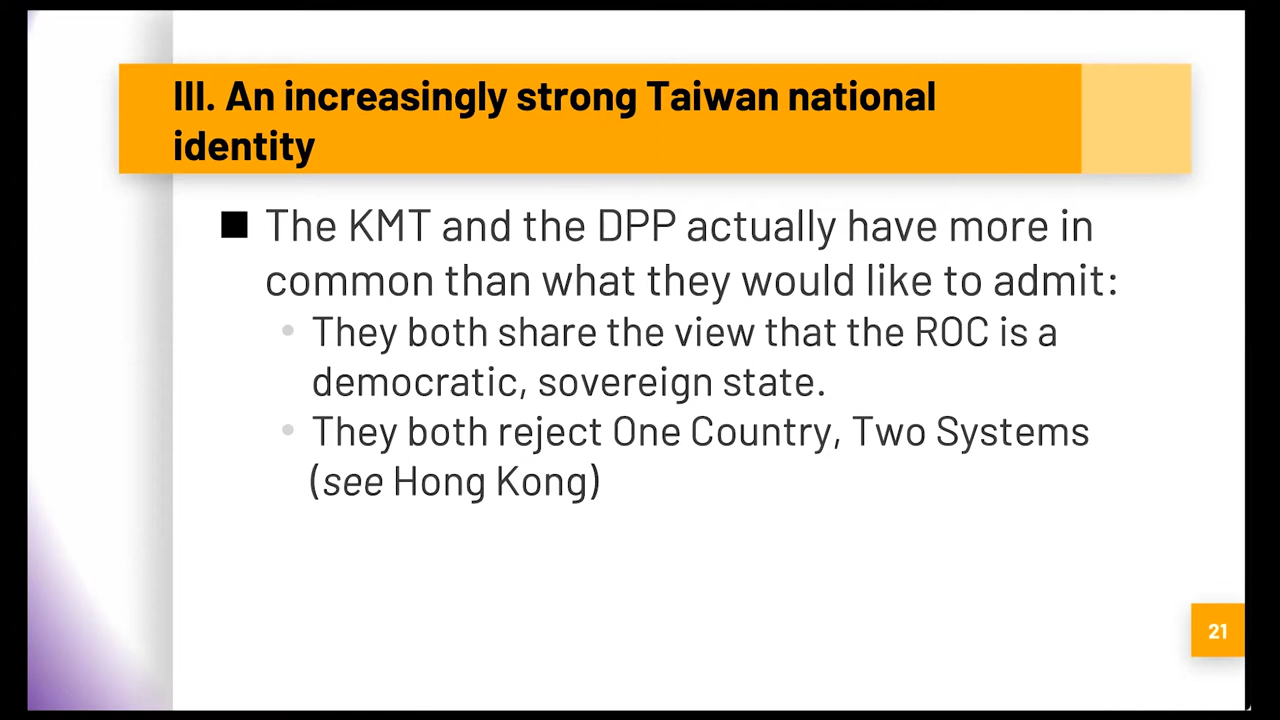 III. An increasingly strong Taiwan national
identity
■ The KMT and the DPP actually have more in
common than what they would like to admit:
• They both share the view that the ROC is a
democratic, sovereign state.
• They both reject One Country, Two Systems
(see Hong Kong)
21